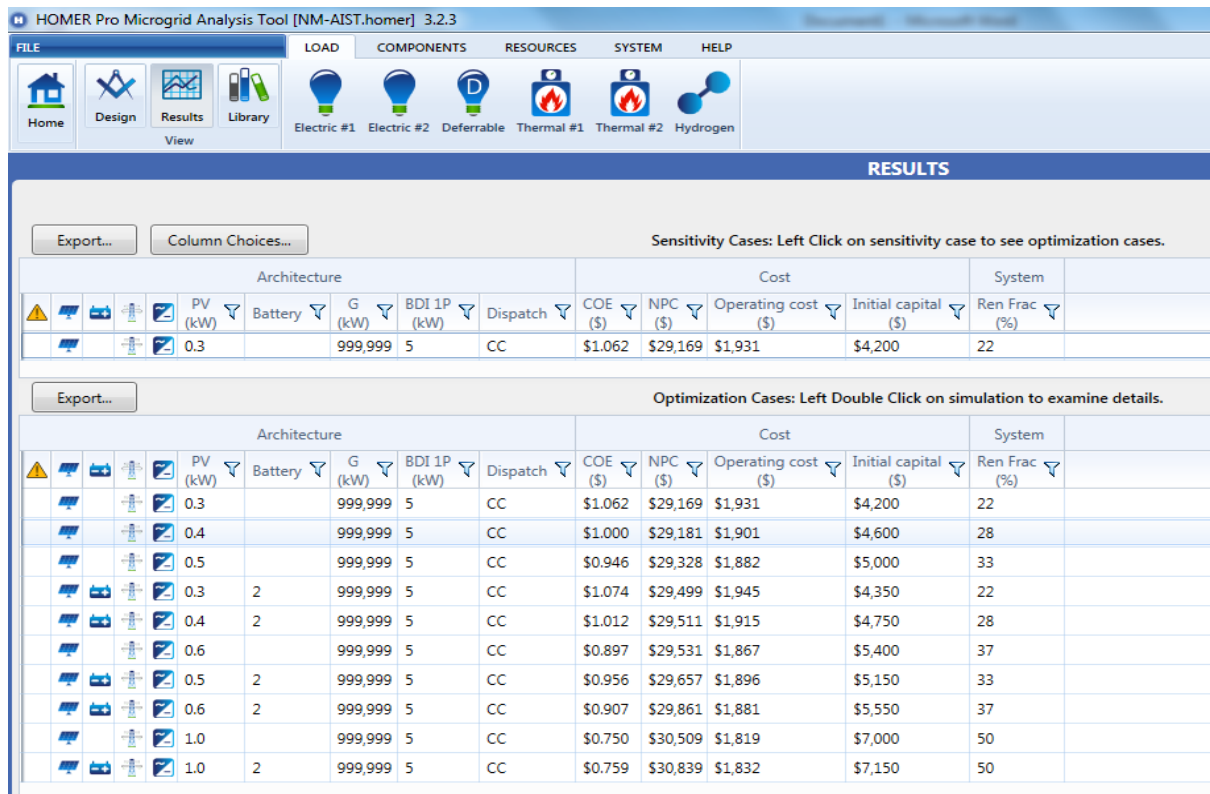 HOMER Pro Microgrid Analysis Tool [NM-AIST.homer] 3.2.3
FILE LOAD COMPONENTS RESOURCES SYSTEM HELP
Home Design Results Library Electric #1 Electric #2 Deferrable Thermal #1 Thermal #2 Hydrogen
D
View
RESULTS
Export... Column Choices... Sensitivity Cases: Left Click on sensitivity case to see optimization cases.
Architecture Cost System
PV (kW) Battery G (kW) BDI 1P (kW) Dispatch COE ($) NPC ($) Operating cost ($) Initial capital ($) Ren Frac (%)
0.3 999,999 5 CC $1.062 $29,169 $1,931 $4,200 22
Export... Optimization Cases: Left Double Click on simulation to examine details.
Architecture Cost System
PV (kW) Battery G (kW) BDI 1P (kW) Dispatch COE ($) NPC ($) Operating cost ($) Initial capital ($) Ren Frac (%)
0.3 999,999 5 CC $1.062 $29,169 $1,931 $4,200 22
0.4 999,999 5 CC $1.000 $29,181 $1,901 $4,600 28
0.5 999,999 5 CC $0.946 $29,328 $1,882 $5,000 33
0.3 2 999,999 5 CC $1.074 $29,499 $1,945 $4,350 22
0.4 2 999,999 5 CC $1.012 $29,511 $1,915 $4,750 28
0.6 999,999 5 CC $0.897 $29,531 $1,867 $5,400 37
0.5 2 999,999 5 CC $0.956 $29,657 $1,896 $5,150 33
0.6 2 999,999 5 CC $0.907 $29,861 $1,881 $5,550 37
1.0 999,999 5 CC $0.750 $30,509 $1,819 $7,000 50
1.0 2 999,999 5 CC $0.759 $30,839 $1,832 $7,150 50